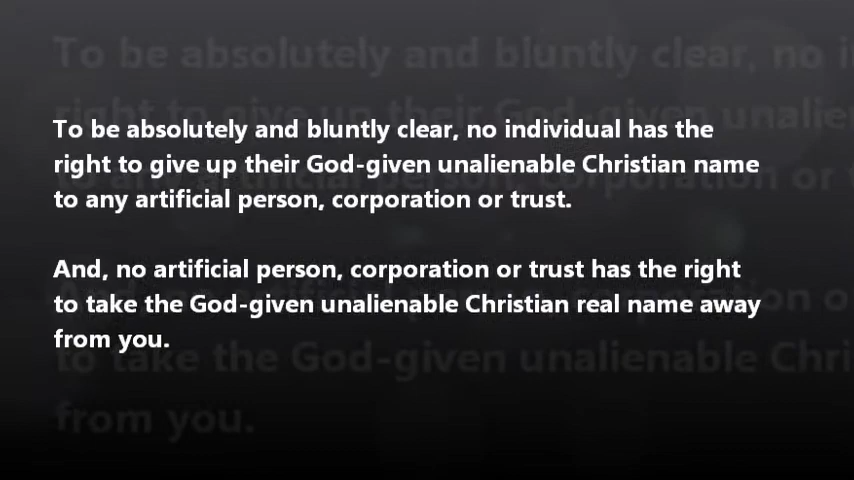 To be absolutely and bluntly clear, no individual has the
right to give up their God-given unalienable Christian name
to any artificial person, corporation or trust.
And, no artificial person, corporation or trust has the right
to take the God-given unalienable Christian real name away
from you.